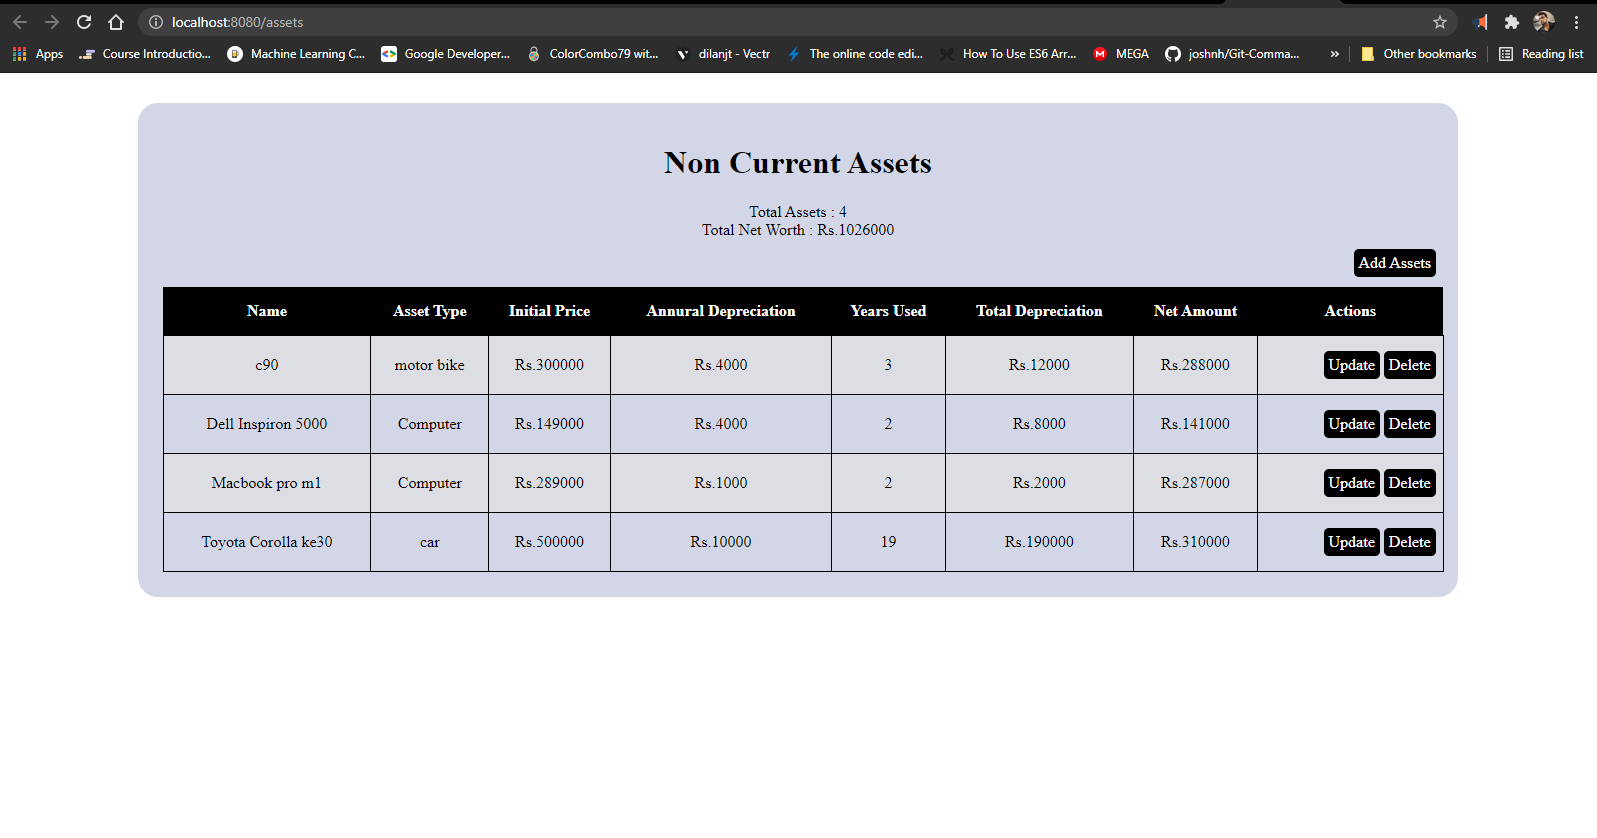 localhost:8080/assets
Apps Course Introductio... Machine Learning C... Google Developer... ColorCombo79 wit... dilanjt - Vectr The online code edi... How To Use ES6 Arr... MEGA joshnh/Git-Comma... » Other bookmarks Reading list
Non Current Assets
Total Assets : 4
Total Net Worth : Rs.1026000
Add Assets
Name Asset Type Initial Price Annural Depreciation Years Used Total Depreciation Net Amount Actions
c90 motor bike Rs.300000 Rs.4000 3 Rs.12000 Rs.288000 Update Delete
Dell Inspiron 5000 Computer Rs.149000 Rs.4000 2 Rs.8000 Rs.141000 Update Delete
Macbook pro m1 Computer Rs.289000 Rs.1000 2 Rs.2000 Rs.287000 Update Delete
Toyota Corolla ke30 car Rs.500000 Rs.10000 19 Rs.190000 Rs.310000 Update Delete